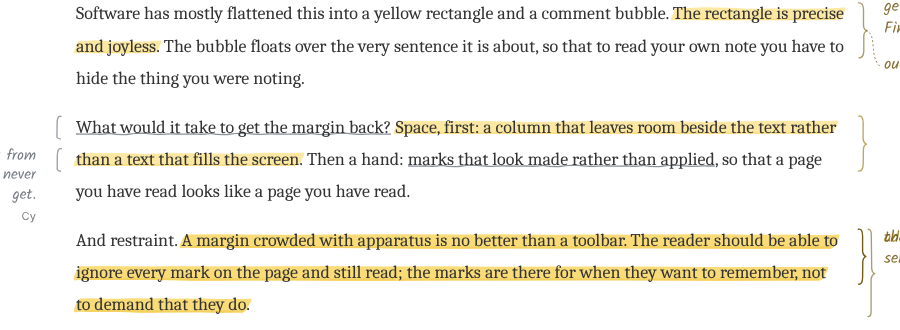 Software has mostly flattened this into a yellow rectangle and a comment bubble. The rectangle is precise
and joyless. The bubble floats over the very sentence it is about, so that to read your own note you have to
hide the thing you were noting.
What would it take to get the margin back? Space, first: a column that leaves room beside the text rather
than a text that fills the screen. Then a hand: marks that look made rather than applied, so that a page
you have read looks like a page you have read.
And restraint. A margin crowded with apparatus is no better than a toolbar. The reader should be able to
ignore every mark on the page and still read; the marks are there for when they want to remember, not
to demand that they do.
from
never
get.
Cy
ge
Fi
ou
se